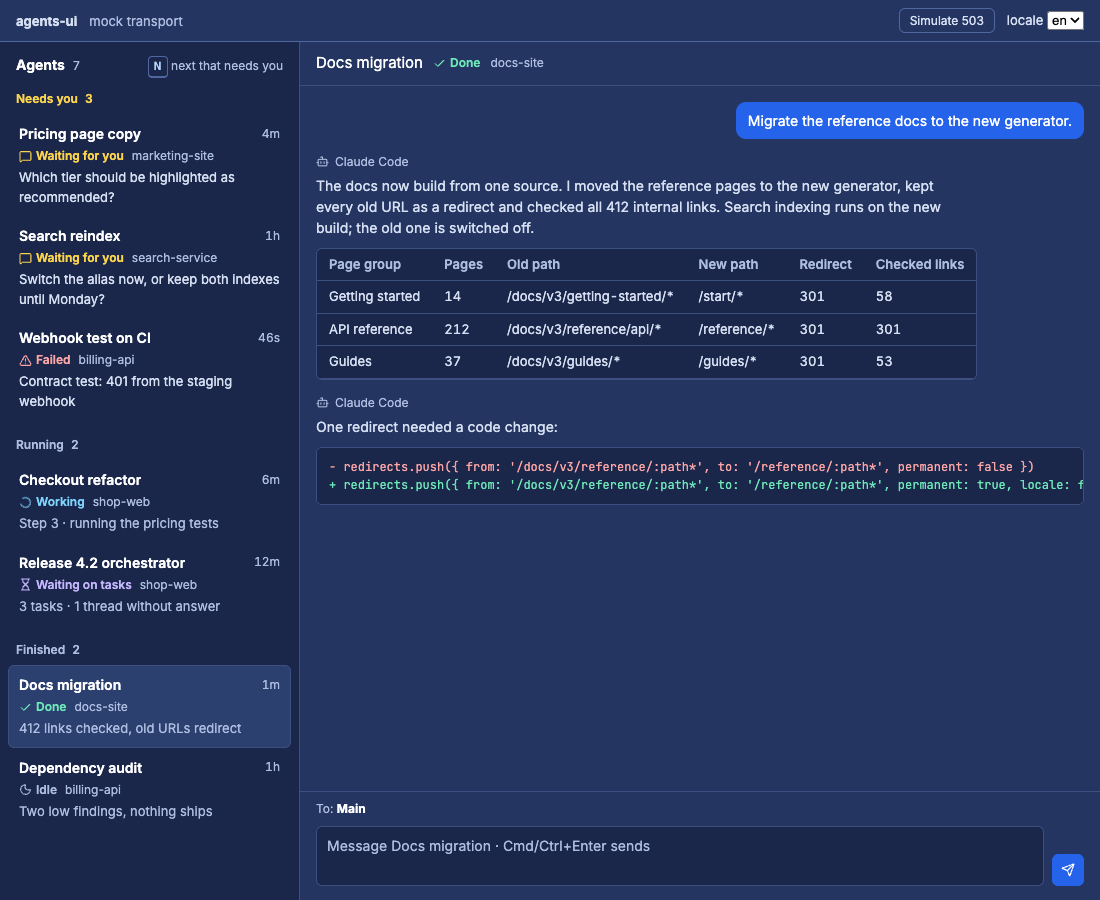 agents-ui mock transport
Simulate 503 locale en
Agents 7 N next that needs you
Needs you 3
Pricing page copy 4m
Waiting for you marketing-site
Which tier should be highlighted as
recommended?
Search reindex 1h
Waiting for you search-service
Switch the alias now, or keep both indexes
until Monday?
Webhook test on CI 46s
Failed billing-api
Contract test: 401 from the staging
webhook
Running 2
Checkout refactor 6m
Working shop-web
Step 3 · running the pricing tests
Release 4.2 orchestrator 12m
Waiting on tasks shop-web
3 tasks · 1 thread without answer
Finished 2
Docs migration 1m
Done docs-site
412 links checked, old URLs redirect
Dependency audit 1h
Idle billing-api
Two low findings, nothing ships
Docs migration Done docs-site
Migrate the reference docs to the new generator.
Claude Code
The docs now build from one source. I moved the reference pages to the new generator, kept
every old URL as a redirect and checked all 412 internal links. Search indexing runs on the new
build; the old one is switched off.
Page group Pages Old path New path Redirect Checked links
Getting started 14 /docs/v3/getting-started/* /start/* 301 58
API reference 212 /docs/v3/reference/api/* /reference/* 301 301
Guides 37 /docs/v3/guides/* /guides/* 301 53
Claude Code
One redirect needed a code change:
- redirects.push({ from: '/docs/v3/reference/:path*', to: '/reference/:path*', permanent: false })
+ redirects.push({ from: '/docs/v3/reference/:path*', to: '/reference/:path*', permanent: true, locale: f
To: Main
Message Docs migration · Cmd/Ctrl+Enter sends